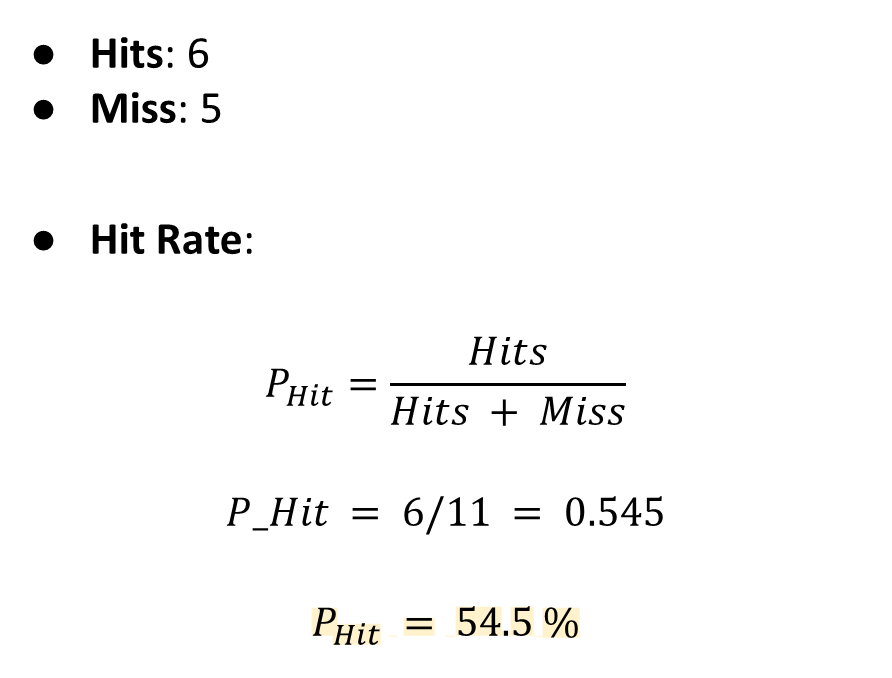 ● Hits: 6
● Miss: 5
● Hit Rate:
P_Hit = Hits / (Hits + Miss)
P_Hit = 6/11 = 0.545
P_Hit = 54.5 %